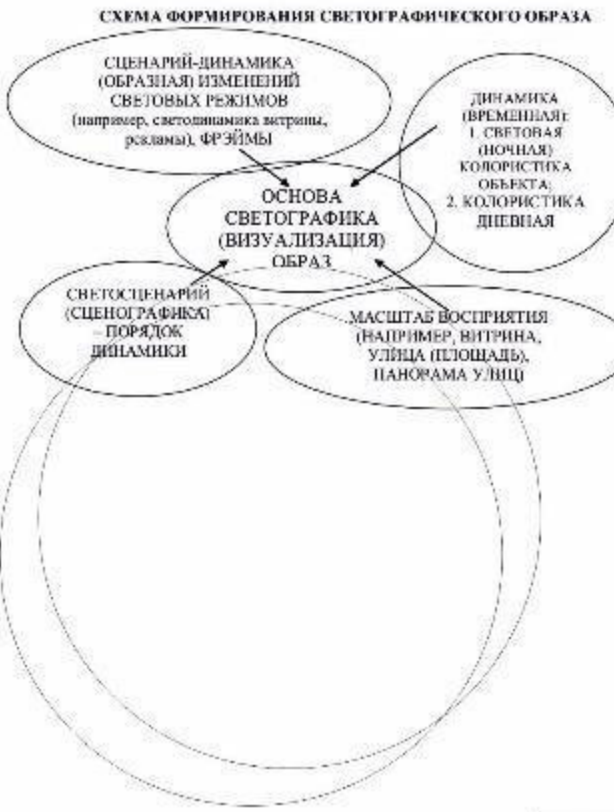 СХЕМА ФОРМИРОВАНИЯ СВЕТОГРАФИЧЕСКОГО ОБРАЗА
СЦЕНАРИЙ-ДИНАМИКА
(ОБРАЗНАЯ) ИЗМЕНЕНИЙ
СВЕТОВЫХ РЕЖИМОВ
(например, светодинамика витрины,
рекламы), ФРЭЙМЫ
ДИНАМИКА
(ВРЕМЕННАЯ):
1. СВЕТОВАЯ
(НОЧНАЯ)
КОЛОРИСТИКА
ОБЪЕКТА;
2. КОЛОРИСТИКА
ДНЕВНАЯ
ОСНОВА
СВЕТОГРАФИКА
(ВИЗУАЛИЗАЦИЯ)
ОБРАЗ
СВЕТОСЦЕНАРИЙ
(СЦЕНОГРАФИКА)
– ПОРЯДОК
ДИНАМИКИ
МАСШТАБ ВОСПРИЯТИЯ
(НАПРИМЕР, ВИТРИНА,
УЛИЦА (ПЛОЩАДЬ),
ПАНОРАМА УЛИЦ)